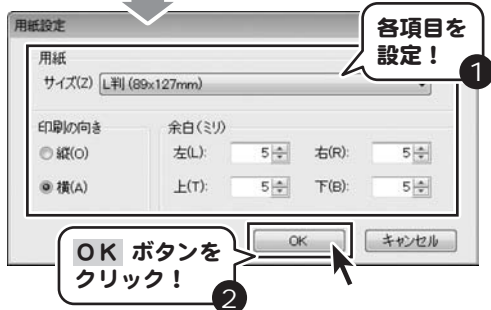 用紙設定
各項目を
設定！
1
用紙
サイズ(Z) L判 (89x127mm)
印刷の向き
余白(ミリ)
縦(O)
左(L): 5 右(R): 5
横(A)
上(T): 5 下(B): 5
OK キャンセル
OK ボタンを
クリック！
2